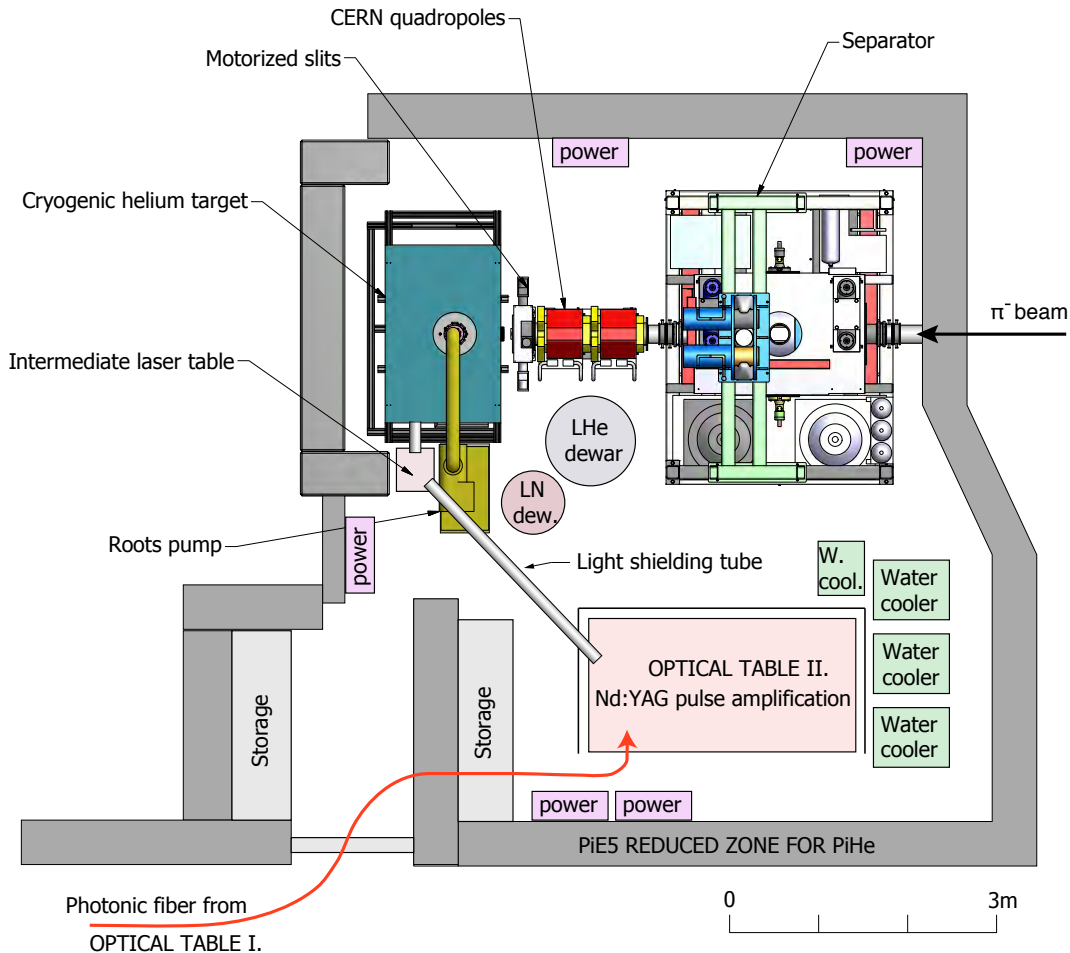 CERN quadropoles
Motorized slits
Separator
power
power
Cryogenic helium target
π- beam
Intermediate laser table
LHe
dewar
LN
dew.
Roots pump
power
Light shielding tube
W.
cool.
Water
cooler
OPTICAL TABLE II.
Nd:YAG pulse amplification
Water
cooler
Storage
Storage
Water
cooler
power
power
PiE5 REDUCED ZONE FOR PiHe
Photonic fiber from
OPTICAL TABLE I.
0
3m